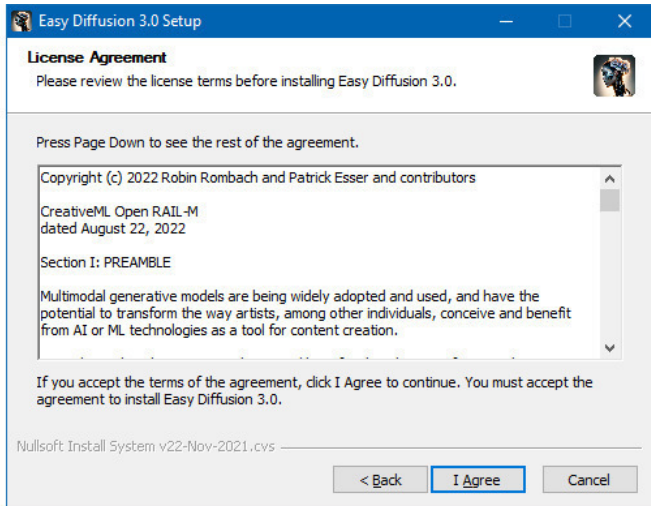 Easy Diffusion 3.0 Setup
License Agreement
Please review the license terms before installing Easy Diffusion 3.0.
Press Page Down to see the rest of the agreement.
Copyright (c) 2022 Robin Rombach and Patrick Esser and contributors
CreativeML Open RAIL-M
dated August 22, 2022
Section I: PREAMBLE
Multimodal generative models are being widely adopted and used, and have the
potential to transform the way artists, among other individuals, conceive and benefit
from AI or ML technologies as a tool for content creation.
If you accept the terms of the agreement, click I Agree to continue. You must accept the
agreement to install Easy Diffusion 3.0.
Nullsoft Install System v22-Nov-2021.cvs
< Back
I Agree
Cancel